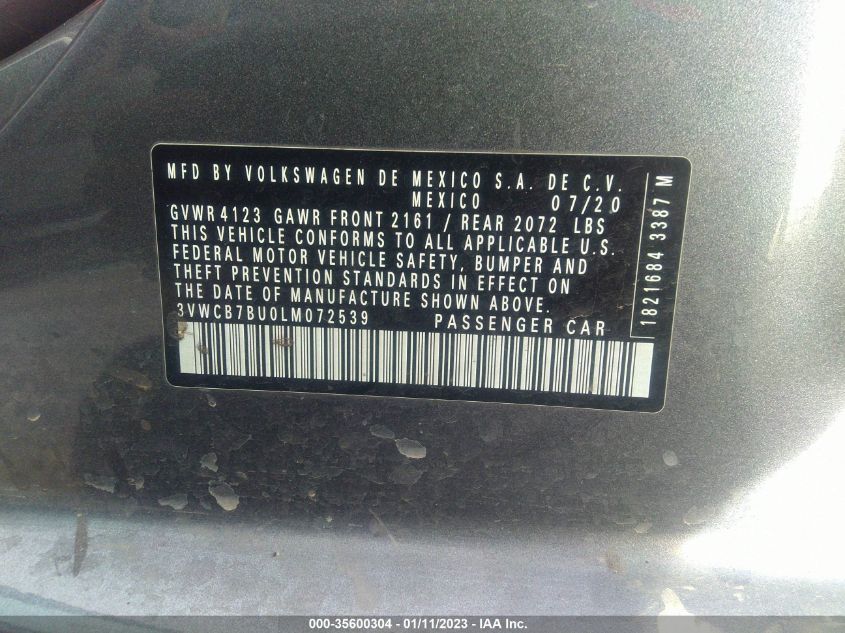 MFD BY VOLKSWAGEN DE MEXICO S.A. DE C.V.
MEXICO 07/20
GVWR 4123 GAWR FRONT 2161 / REAR 2072 LBS
THIS VEHICLE CONFORMS TO ALL APPLICABLE U.S.
FEDERAL MOTOR VEHICLE SAFETY, BUMPER AND
THEFT PREVENTION STANDARDS IN EFFECT ON
THE DATE OF MANUFACTURE SHOWN ABOVE.
3VWCB7BU0LM072539 PASSENGER CAR
1821684 3387 M
000-35600304 - 01/11/2023 - IAA Inc.